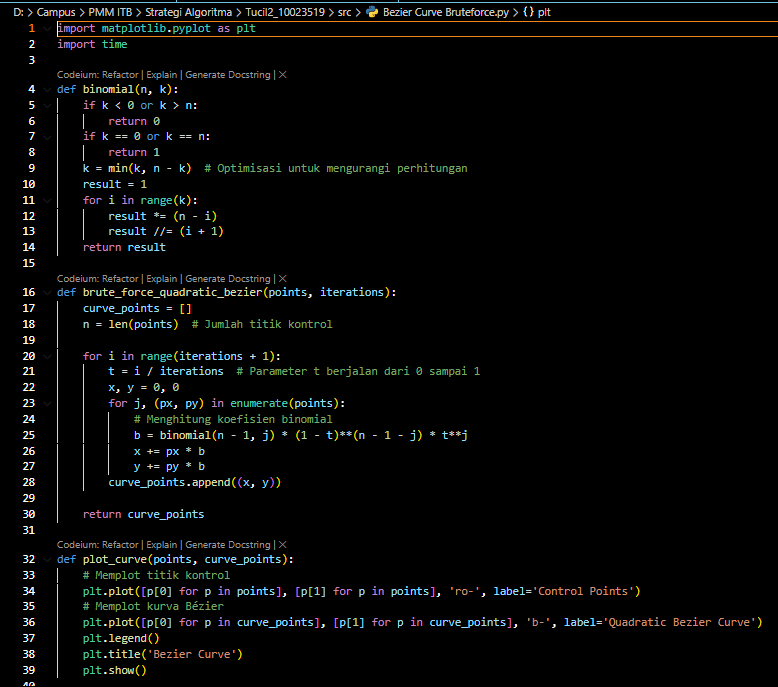 D: > Campus > PMM ITB > Strategi Algoritma > Tucil2_10023519 > src > Bezier Curve Bruteforce.py > {} plt
1 import matplotlib.pyplot as plt
2 import time
3
Codeium: Refactor | Explain | Generate Docstring | ×
4 def binomial(n, k):
5     if k < 0 or k > n:
6         return 0
7     if k == 0 or k == n:
8         return 1
9     k = min(k, n - k)  # Optimisasi untuk mengurangi perhitungan
10     result = 1
11     for i in range(k):
12         result *= (n - i)
13         result //= (i + 1)
14     return result
15
Codeium: Refactor | Explain | Generate Docstring | ×
16 def brute_force_quadratic_bezier(points, iterations):
17     curve_points = []
18     n = len(points)  # Jumlah titik kontrol
19
20     for i in range(iterations + 1):
21         t = i / iterations  # Parameter t berjalan dari 0 sampai 1
22         x, y = 0, 0
23         for j, (px, py) in enumerate(points):
24             # Menghitung koefisien binomial
25             b = binomial(n - 1, j) * (1 - t)**(n - 1 - j) * t**j
26             x += px * b
27             y += py * b
28         curve_points.append((x, y))
29
30     return curve_points
31
Codeium: Refactor | Explain | Generate Docstring | ×
32 def plot_curve(points, curve_points):
33     # Memplot titik kontrol
34     plt.plot([p[0] for p in points], [p[1] for p in points], 'ro-', label='Control Points')
35     # Memplot kurva Bézier
36     plt.plot([p[0] for p in curve_points], [p[1] for p in curve_points], 'b-', label='Quadratic Bezier Curve')
37     plt.legend()
38     plt.title('Bezier Curve')
39     plt.show()
40